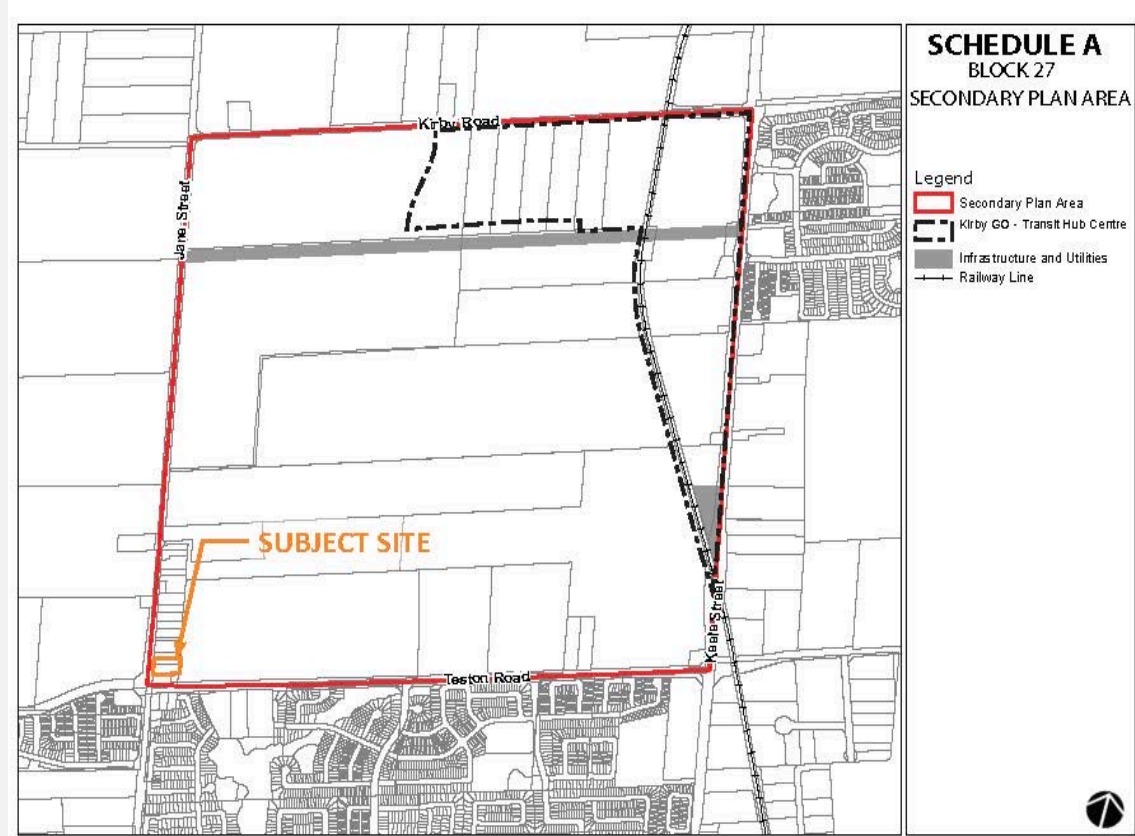 SCHEDULE A
BLOCK 27
SECONDARY PLAN AREA
Legend
Secondary Plan Area
Kirby GO - Transit Hub Centre
Infrastructure and Utilities
Railway Line
Kirby Road
Jane Street
SUBJECT SITE
Keele Street
Teston Road